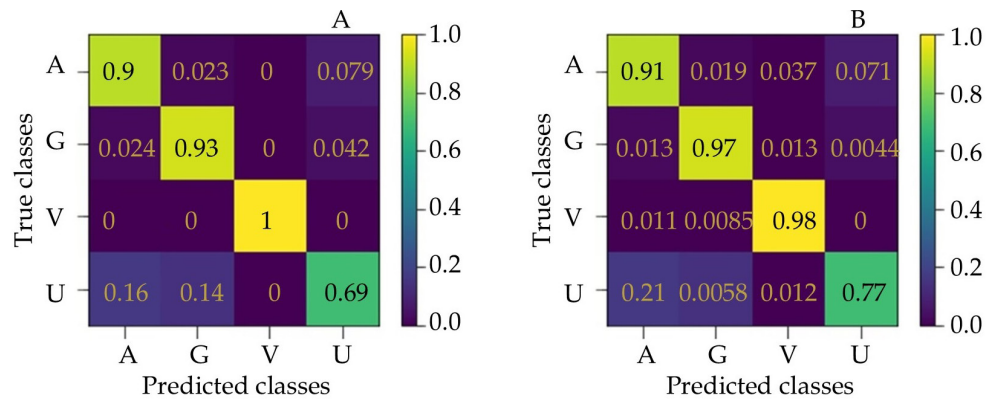 A
True classes
A 0.9 0.023 0 0.079
G 0.024 0.93 0 0.042
V 0 0 1 0
U 0.16 0.14 0 0.69
A G V U
Predicted classes
1.0
0.8
0.6
0.4
0.2
0.0
B
True classes
A 0.91 0.019 0.037 0.071
G 0.013 0.97 0.013 0.0044
V 0.011 0.0085 0.98 0
U 0.21 0.0058 0.012 0.77
A G V U
Predicted classes
1.0
0.8
0.6
0.4
0.2
0.0